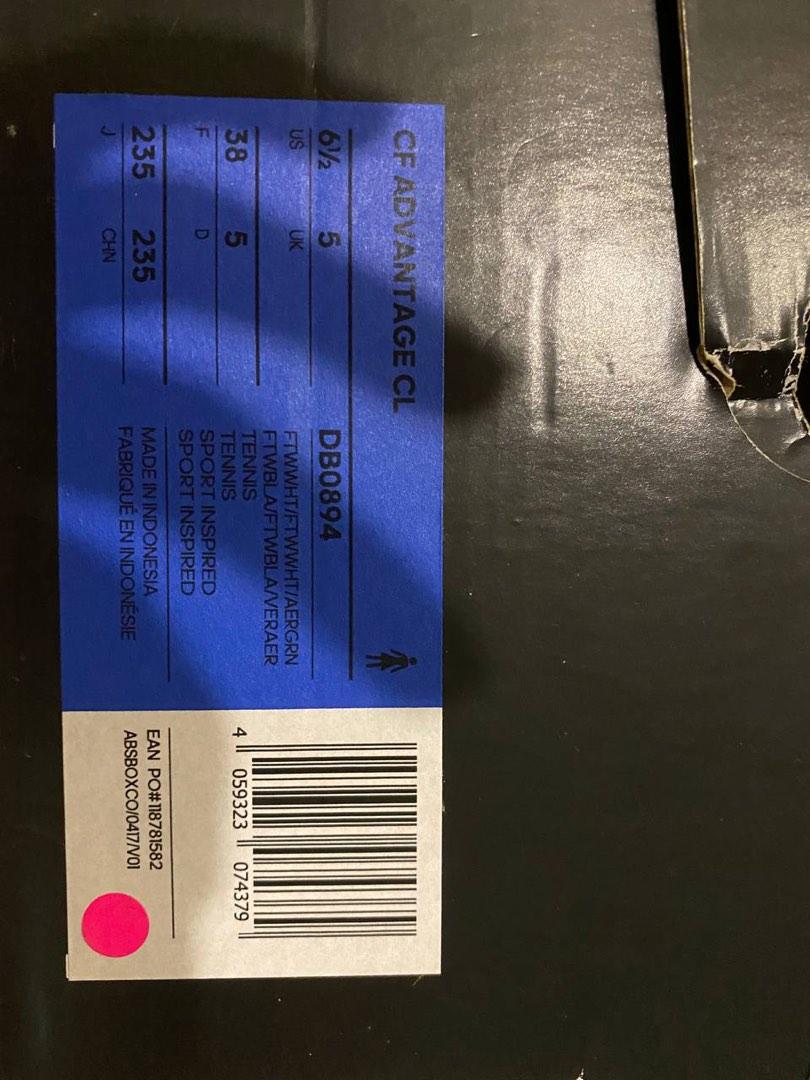 CF ADVANTAGE CL
6½ 5
US UK
38 5
F D
235 235
J CHN
DB0894
FTWWHT/FTWWHT/AERGRN
FTWBLA/FTWBLA/VERAER
TENNIS
TENNIS
SPORT INSPIRED
SPORT INSPIRED
MADE IN INDONESIA
FABRIQUÉ EN INDONÉSIE
4 059323 074379
EAN PO# 118781582
ABSBOXCO/0417/V01